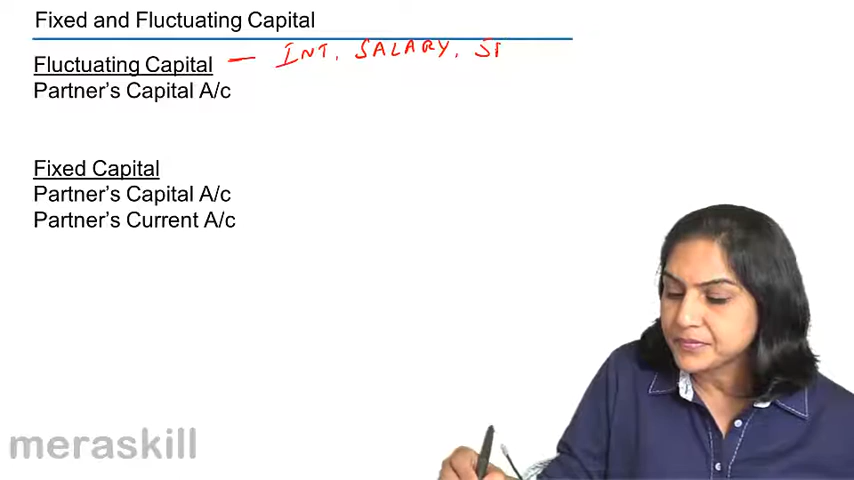 Fixed and Fluctuating Capital
Fluctuating Capital — INT, SALARY,
Partner's Capital A/c
Fixed Capital
Partner's Capital A/c
Partner's Current A/c
meraskill